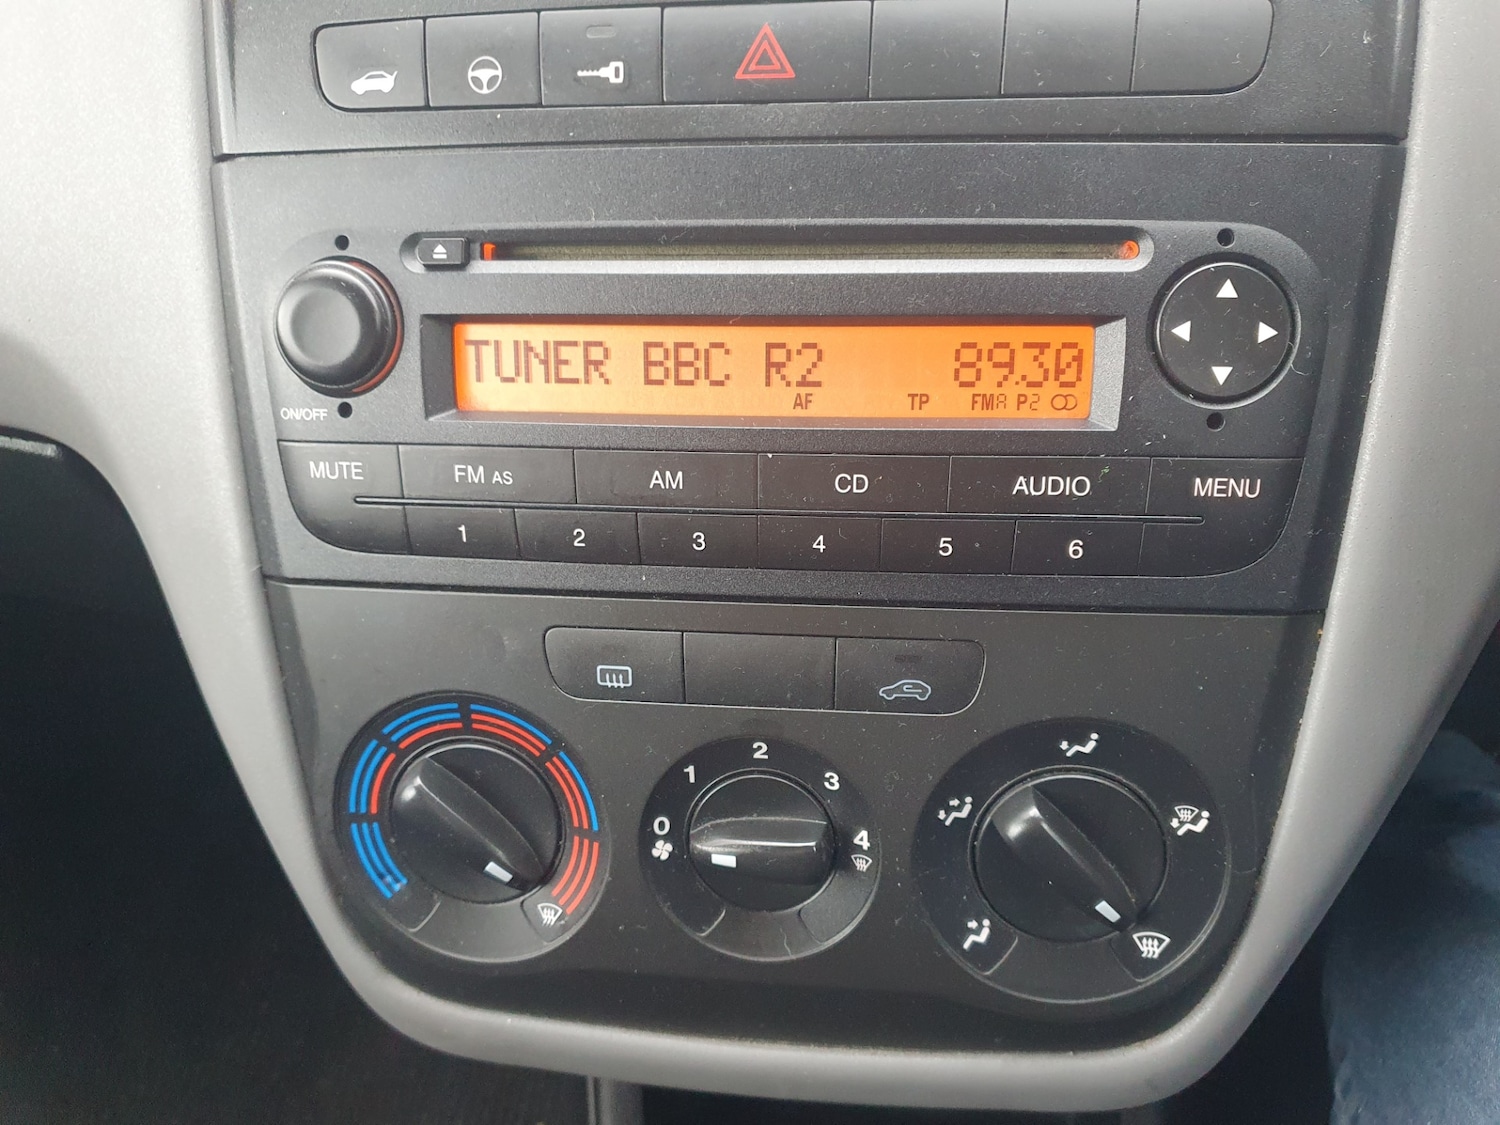 TUNER BBC R2 89.30
AF TP FMA P2
ON/OFF
MUTE FM AS AM CD AUDIO MENU
1 2 3 4 5 6
0 1 2 3 4